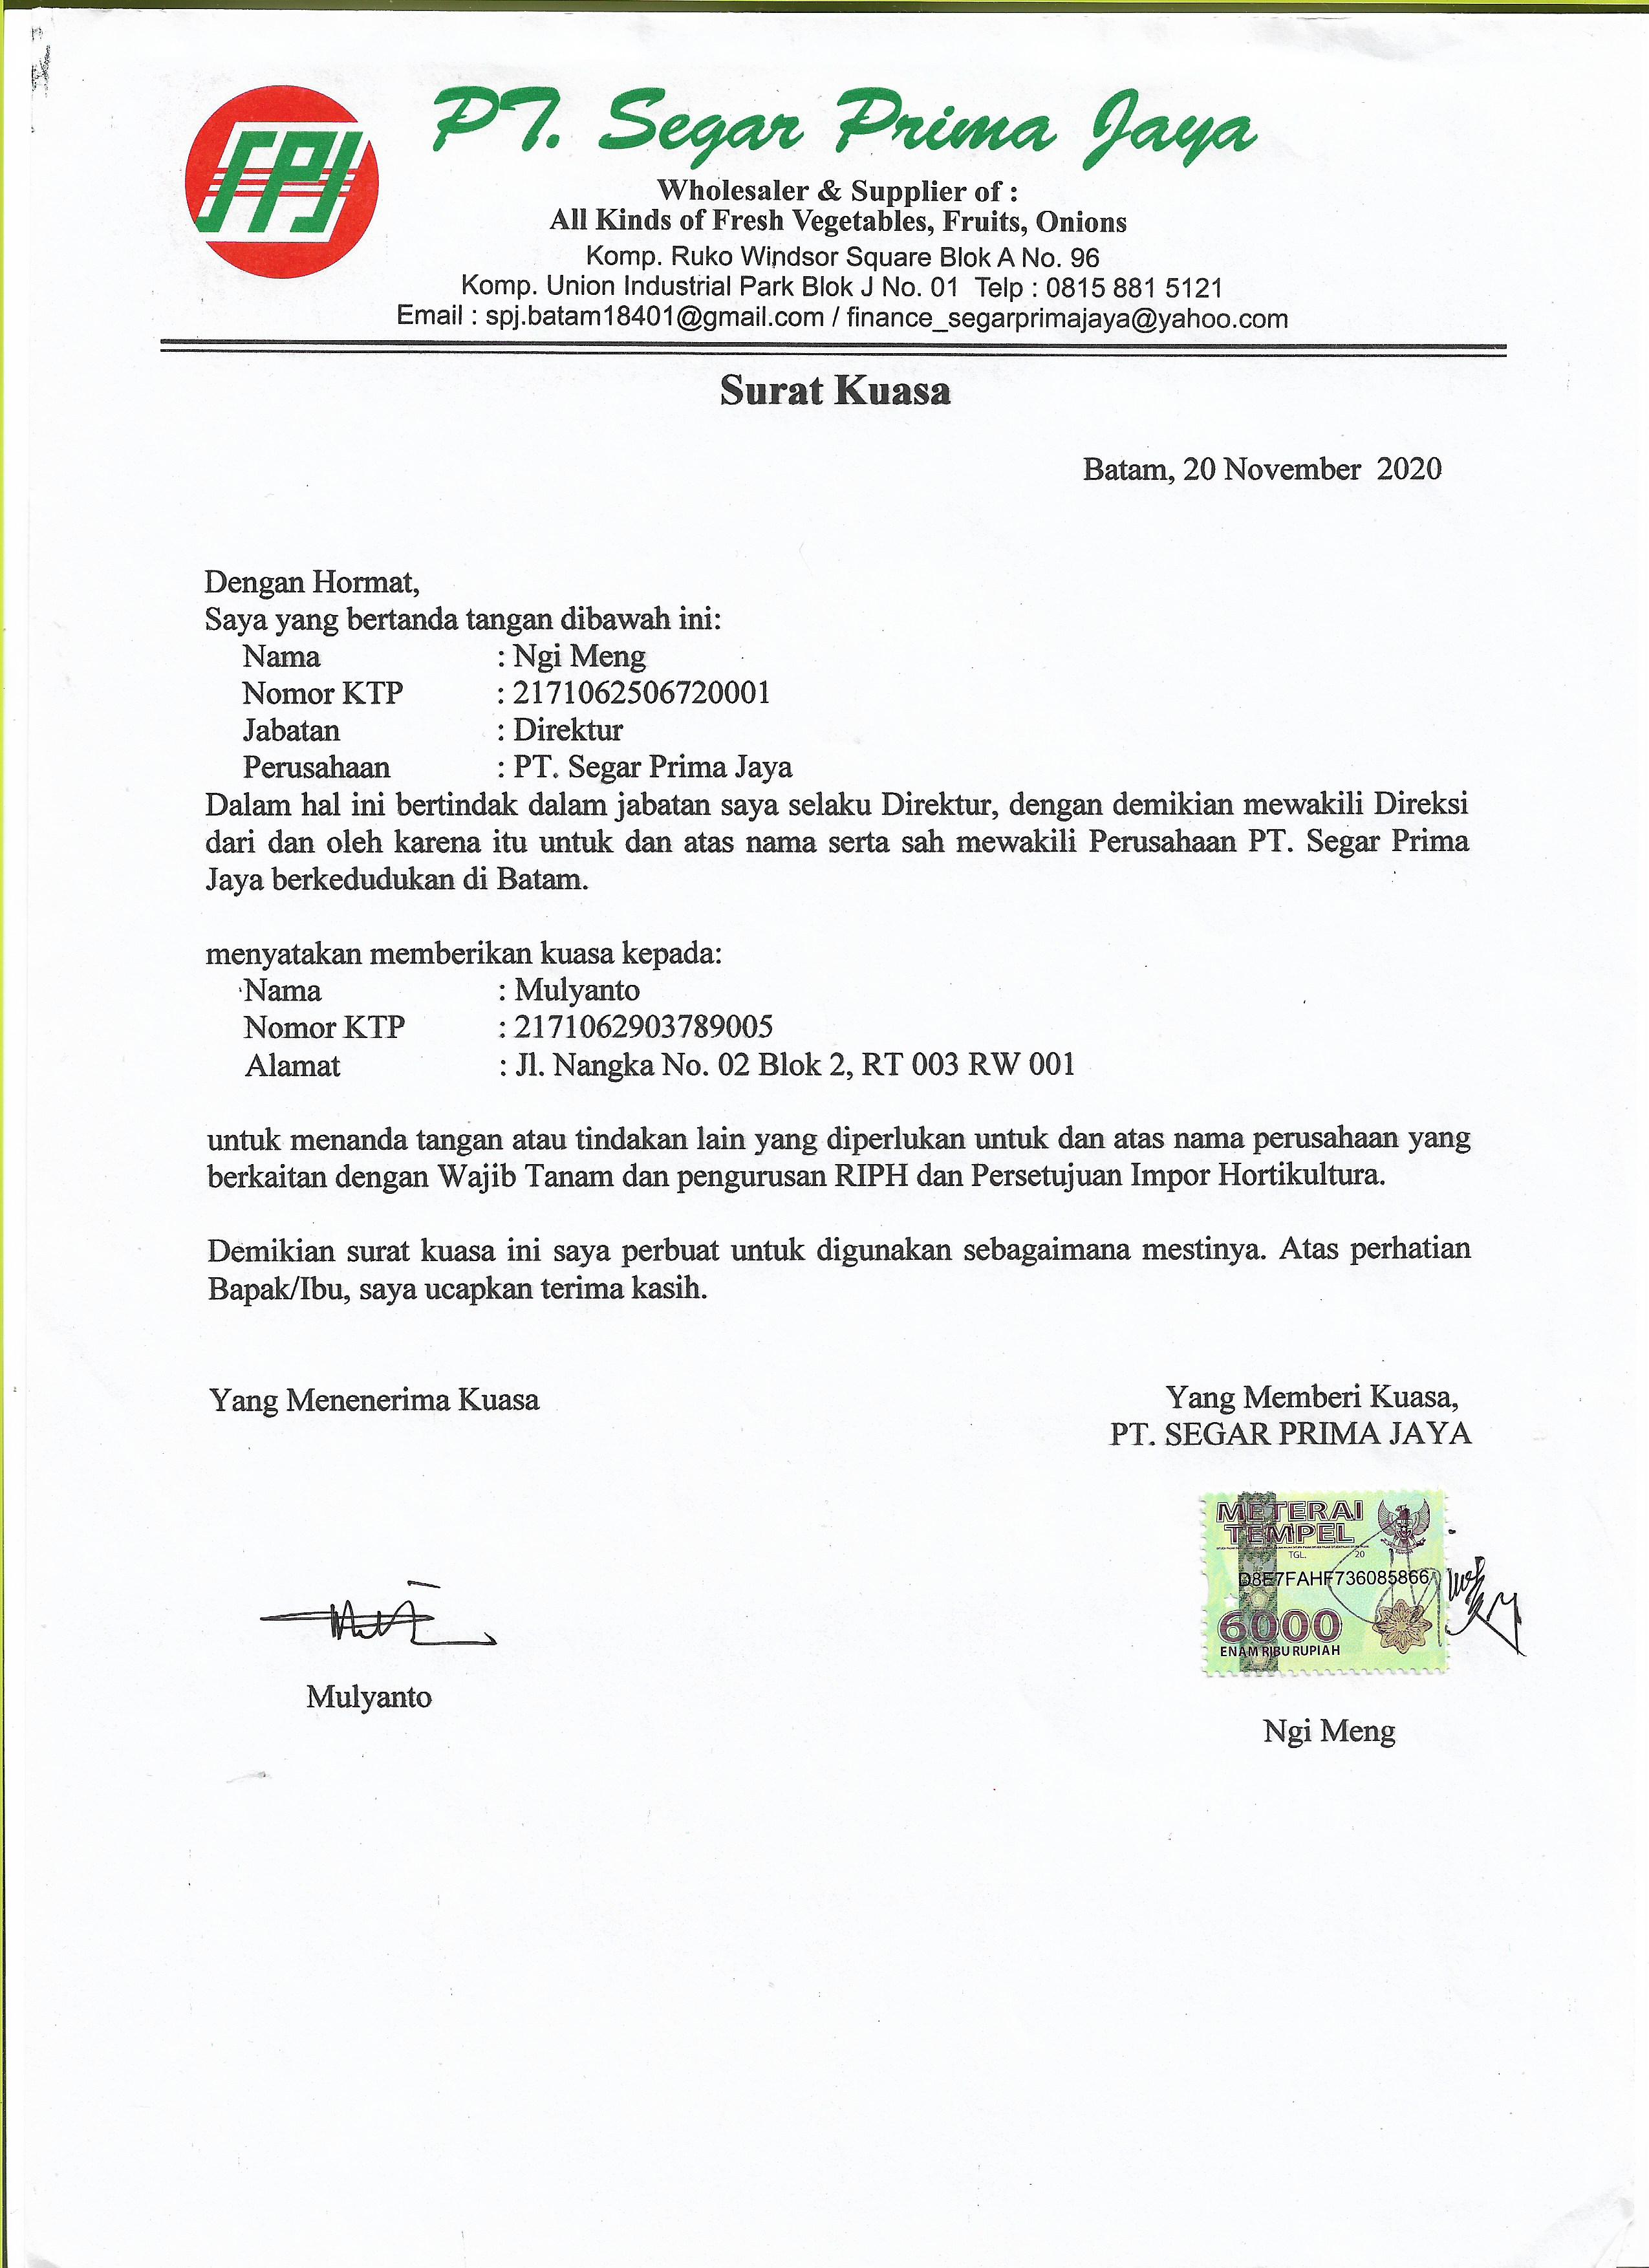 SPJ
PT. Segar Prima Jaya
Wholesaler & Supplier of :
All Kinds of Fresh Vegetables, Fruits, Onions
Komp. Ruko Windsor Square Blok A No. 96
Komp. Union Industrial Park Blok J No. 01 Telp : 0815 881 5121
Email : spj.batam18401@gmail.com / finance_segarprimajaya@yahoo.com
Surat Kuasa
Batam, 20 November 2020
Dengan Hormat,
Saya yang bertanda tangan dibawah ini:
Nama : Ngi Meng
Nomor KTP : 2171062506720001
Jabatan : Direktur
Perusahaan : PT. Segar Prima Jaya
Dalam hal ini bertindak dalam jabatan saya selaku Direktur, dengan demikian mewakili Direksi
dari dan oleh karena itu untuk dan atas nama serta sah mewakili Perusahaan PT. Segar Prima
Jaya berkedudukan di Batam.
menyatakan memberikan kuasa kepada:
Nama : Mulyanto
Nomor KTP : 2171062903789005
Alamat : Jl. Nangka No. 02 Blok 2, RT 003 RW 001
untuk menanda tangan atau tindakan lain yang diperlukan untuk dan atas nama perusahaan yang
berkaitan dengan Wajib Tanam dan pengurusan RIPH dan Persetujuan Impor Hortikultura.
Demikian surat kuasa ini saya perbuat untuk digunakan sebagaimana mestinya. Atas perhatian
Bapak/Ibu, saya ucapkan terima kasih.
Yang Menenerima Kuasa
Yang Memberi Kuasa,
PT. SEGAR PRIMA JAYA
METERAI
TEMPEL
TGL. 20
D8E7FAHF736085866
6000
ENAM RIBU RUPIAH
Mulyanto
Ngi Meng